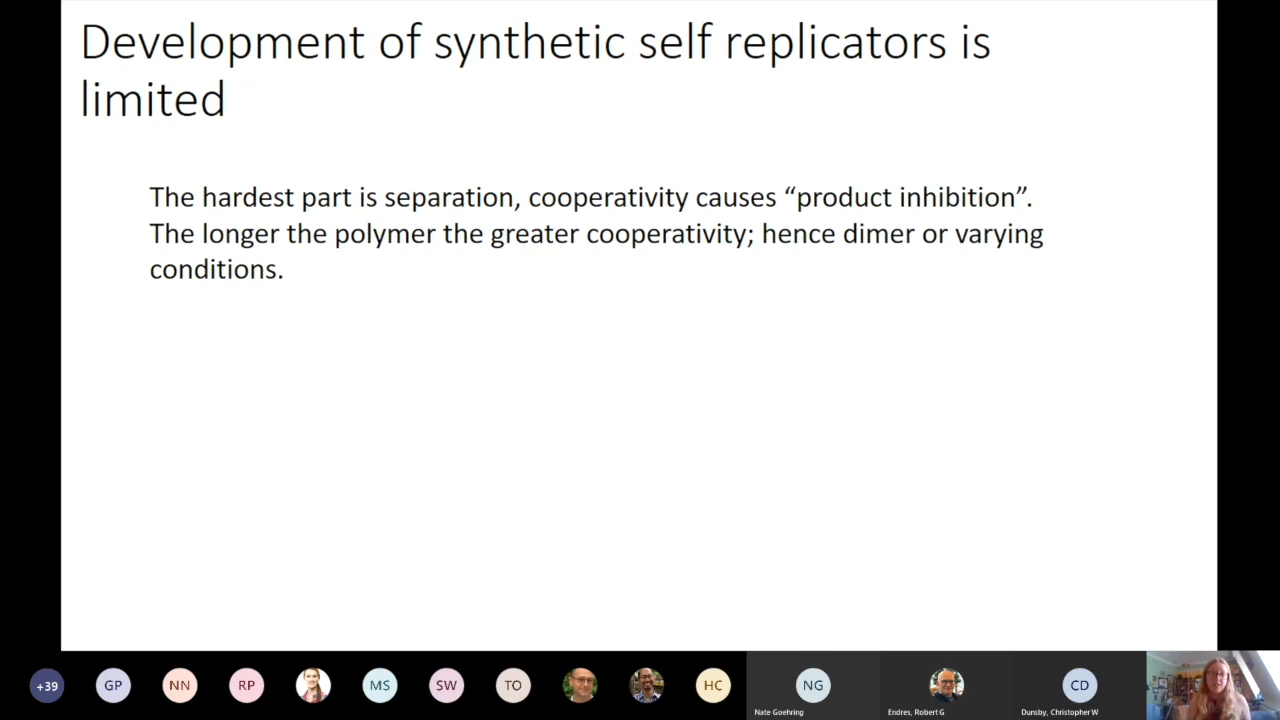 Development of synthetic self replicators is
limited
The hardest part is separation, cooperativity causes “product inhibition”.
The longer the polymer the greater cooperativity; hence dimer or varying
conditions.
+39
GP
NN
RP
MS
SW
TO
HC
NG
CD
Nate Goehring
Endres, Robert G
Dunsby, Christopher W